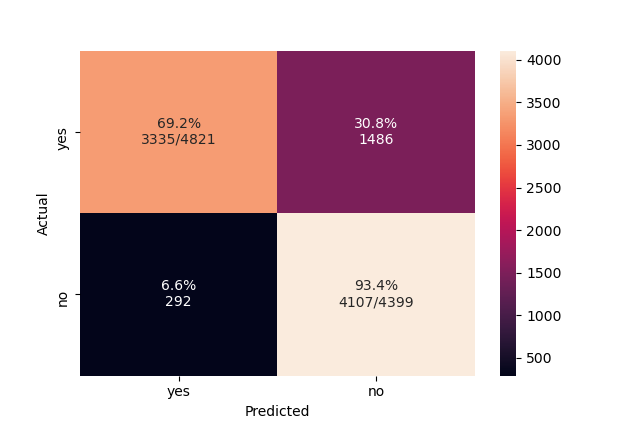 69.2%
3335/4821
30.8%
1486
6.6%
292
93.4%
4107/4399
yes
no
Actual
yes
no
Predicted
4000
3500
3000
2500
2000
1500
1000
500